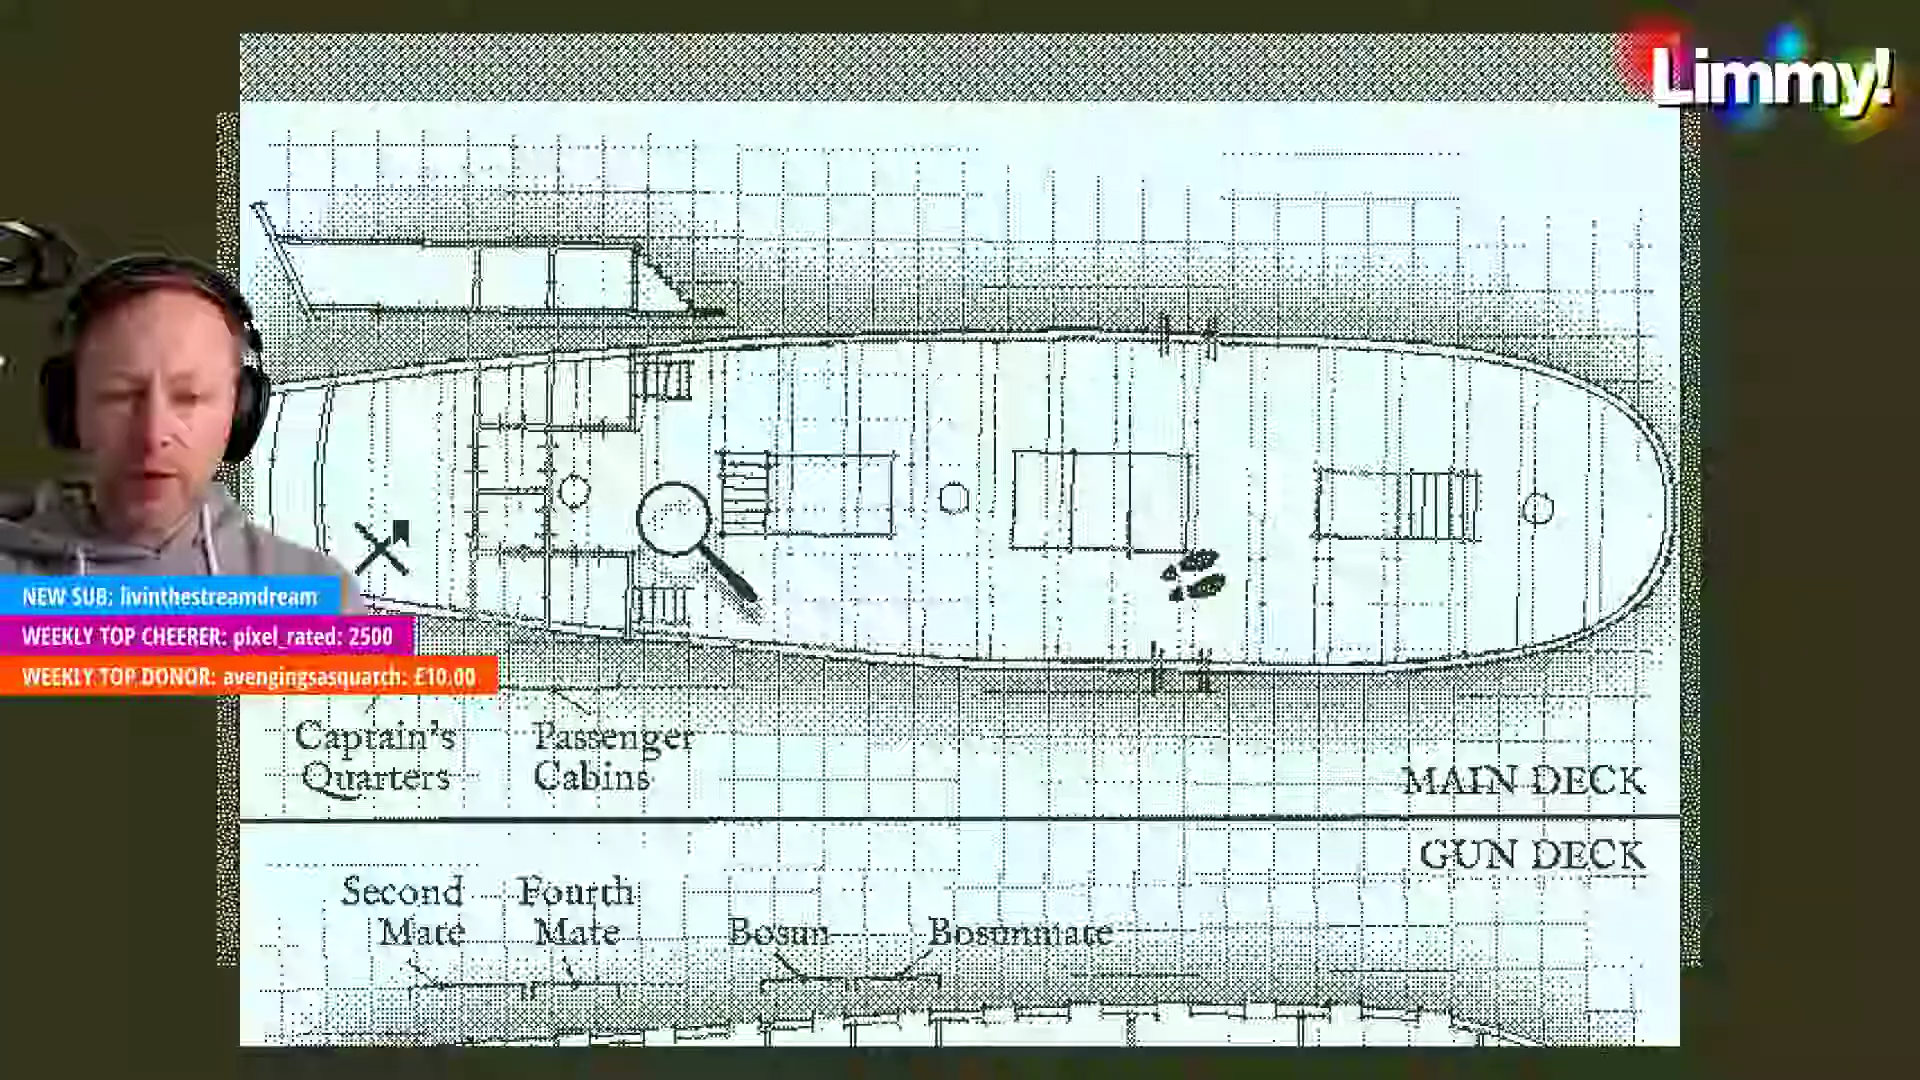 Limmy!
NEW SUB: livinthestreamdream
WEEKLY TOP CHEERER: pixel_rated: 2500
WEEKLY TOP DONOR: avengingsasquatch: £10.00
Captain's
Quarters
Passenger
Cabins
MAIN DECK
GUN DECK
Second
Mate
Fourth
Mate
Bosun
Bosunmate